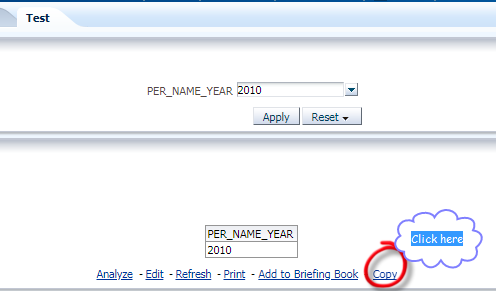 Test
PER_NAME_YEAR 2010
Apply Reset
PER_NAME_YEAR
2010
Click here
Analyze - Edit - Refresh - Print - Add to Briefing Book Copy